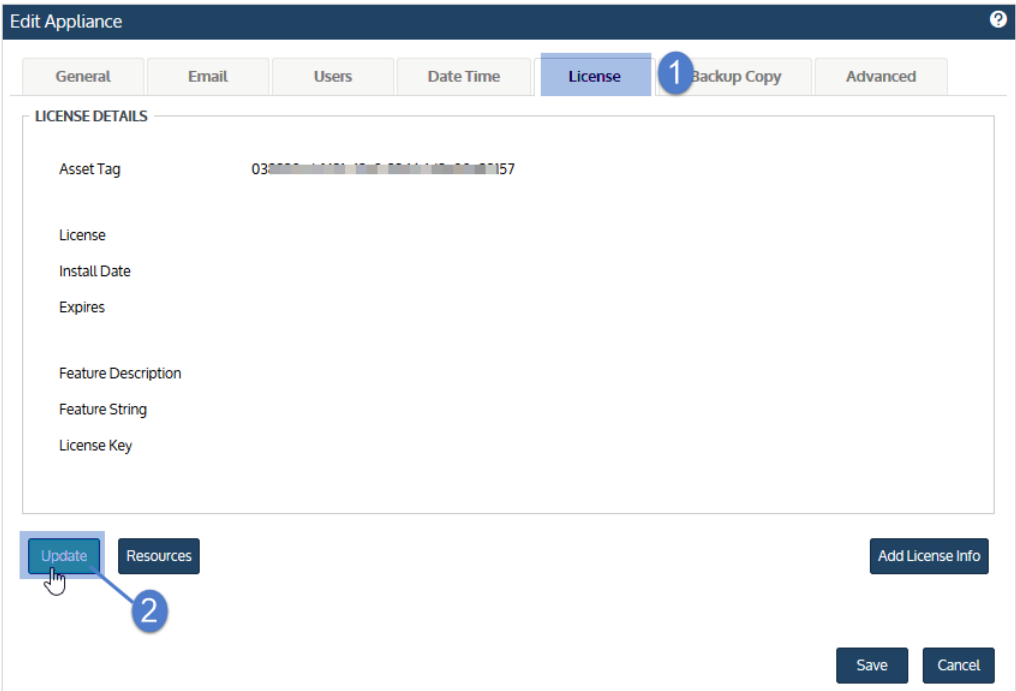 Edit Appliance ?
General Email Users Date Time License 1 Backup Copy Advanced
LICENSE DETAILS
Asset Tag
License
Install Date
Expires
Feature Description
Feature String
License Key
Update Resources Add License Info
2
Save Cancel